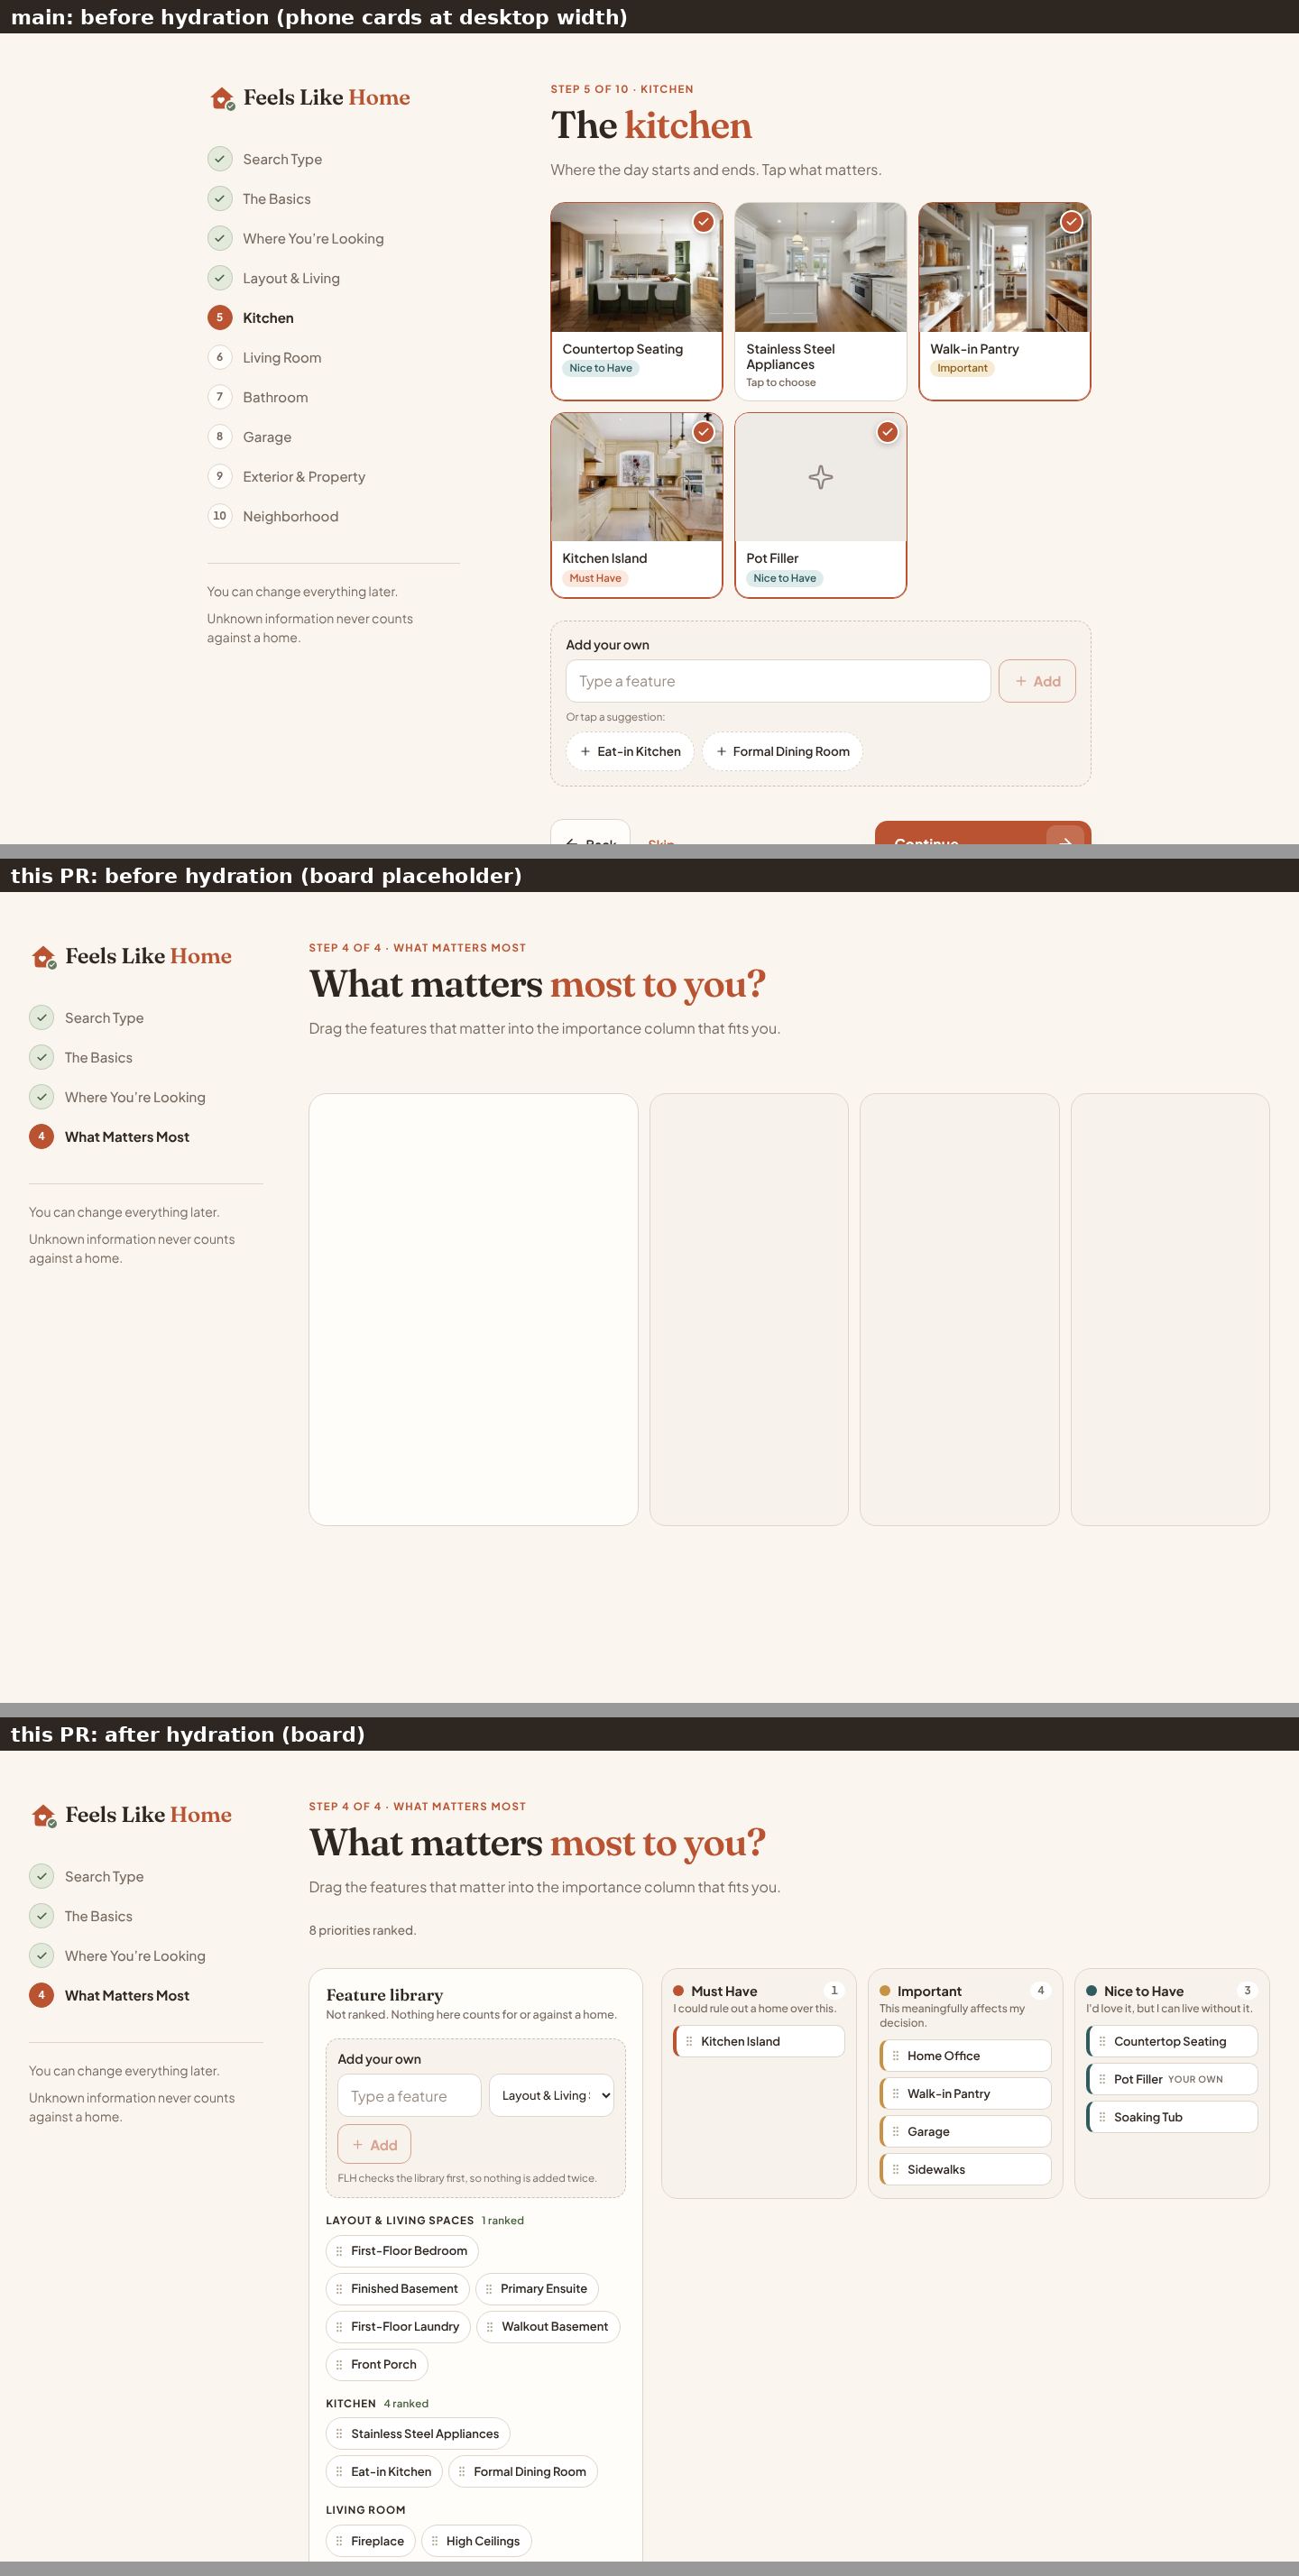 main: before hydration (phone cards at desktop width)
Feels Like Home
Search Type
The Basics
Where You're Looking
Layout & Living
5 Kitchen
6 Living Room
7 Bathroom
8 Garage
9 Exterior & Property
10 Neighborhood
You can change everything later.
Unknown information never counts
against a home.
STEP 5 OF 10 · KITCHEN
The kitchen
Where the day starts and ends. Tap what matters.
Countertop Seating
Nice to Have
Stainless Steel
Appliances
Tap to choose
Walk-in Pantry
Important
Kitchen Island
Must Have
Pot Filler
Nice to Have
Add your own
Type a feature
+ Add
Or tap a suggestion:
+ Eat-in Kitchen
+ Formal Dining Room
← Back
Skip
Continue →
this PR: before hydration (board placeholder)
Feels Like Home
Search Type
The Basics
Where You're Looking
4 What Matters Most
You can change everything later.
Unknown information never counts
against a home.
STEP 4 OF 4 · WHAT MATTERS MOST
What matters most to you?
Drag the features that matter into the importance column that fits you.
this PR: after hydration (board)
Feels Like Home
Search Type
The Basics
Where You're Looking
4 What Matters Most
You can change everything later.
Unknown information never counts
against a home.
STEP 4 OF 4 · WHAT MATTERS MOST
What matters most to you?
Drag the features that matter into the importance column that fits you.
8 priorities ranked.
Feature library
Not ranked. Nothing here counts for or against a home.
Add your own
Type a feature
Layout & Living
+ Add
FLH checks the library first, so nothing is added twice.
LAYOUT & LIVING SPACES 1 ranked
First-Floor Bedroom
Finished Basement
Primary Ensuite
First-Floor Laundry
Walkout Basement
Front Porch
KITCHEN 4 ranked
Stainless Steel Appliances
Eat-in Kitchen
Formal Dining Room
LIVING ROOM
Fireplace
High Ceilings
Must Have 1
I could rule out a home over this.
Kitchen Island
Important 4
This meaningfully affects my
decision.
Home Office
Walk-in Pantry
Garage
Sidewalks
Nice to Have 3
I'd love it, but I can live without it.
Countertop Seating
Pot Filler YOUR OWN
Soaking Tub